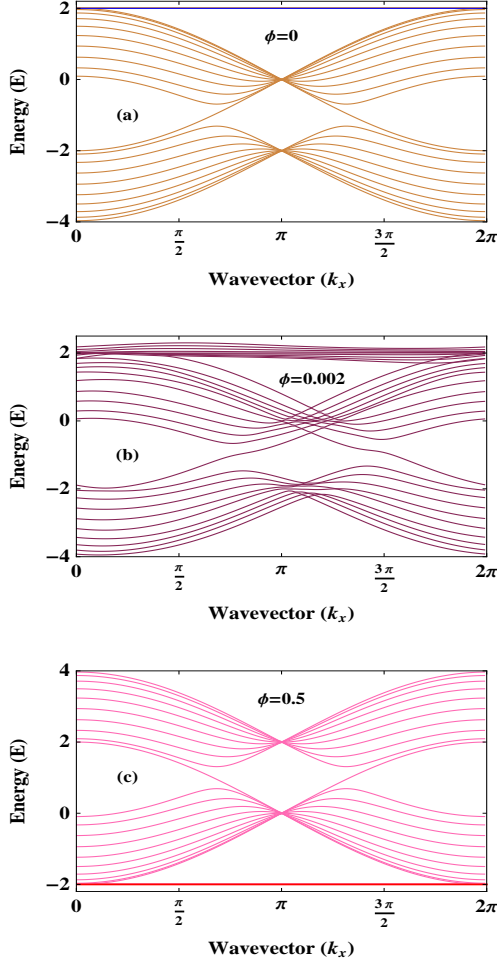 2
ϕ=0
0
(a)
−2
−4
0
π/2
π
3π/2
2π
Energy (E)
Wavevector (kₓ)
2
ϕ=0.002
0
(b)
−2
−4
0
π/2
π
3π/2
2π
Energy (E)
Wavevector (kₓ)
4
ϕ=0.5
2
(c)
0
−2
0
π/2
π
3π/2
2π
Energy (E)
Wavevector (kₓ)